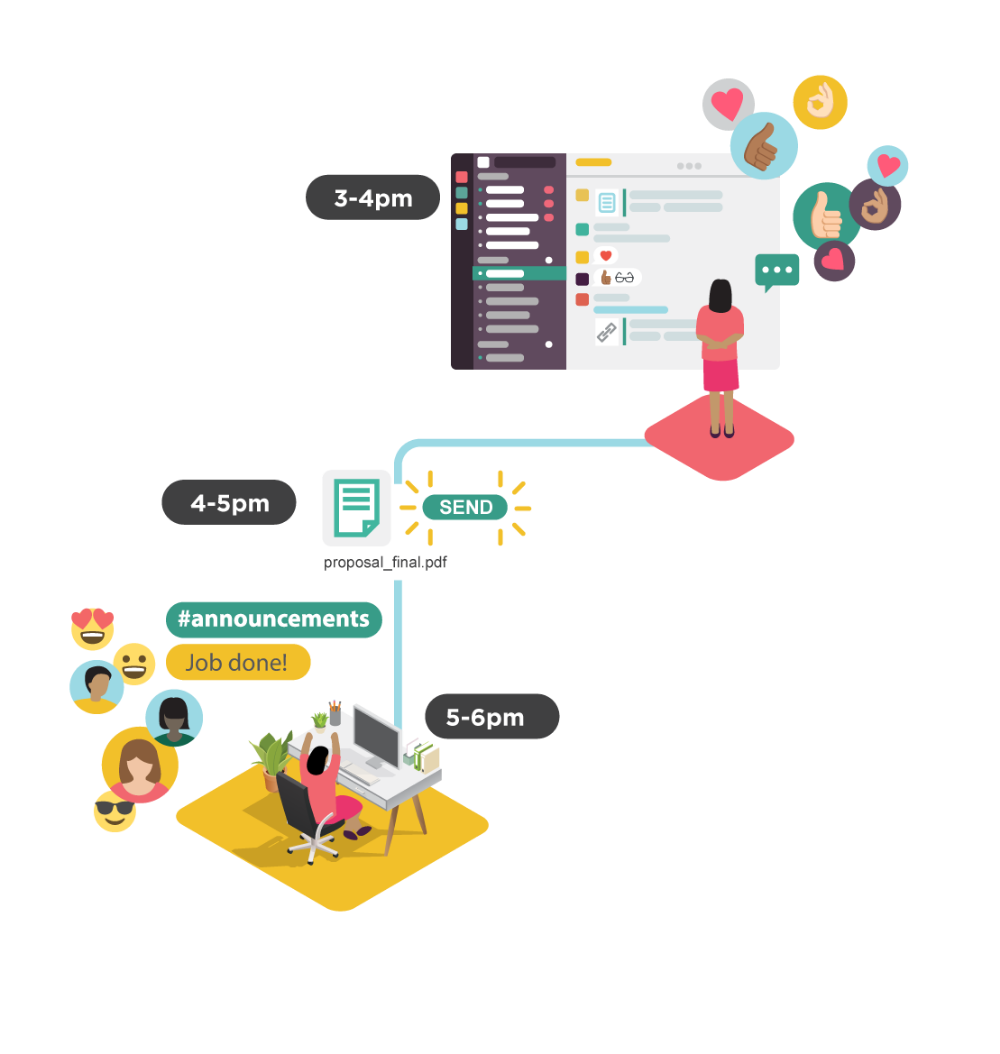 3-4pm
4-5pm
SEND
proposal_final.pdf
#announcements
Job done!
5-6pm